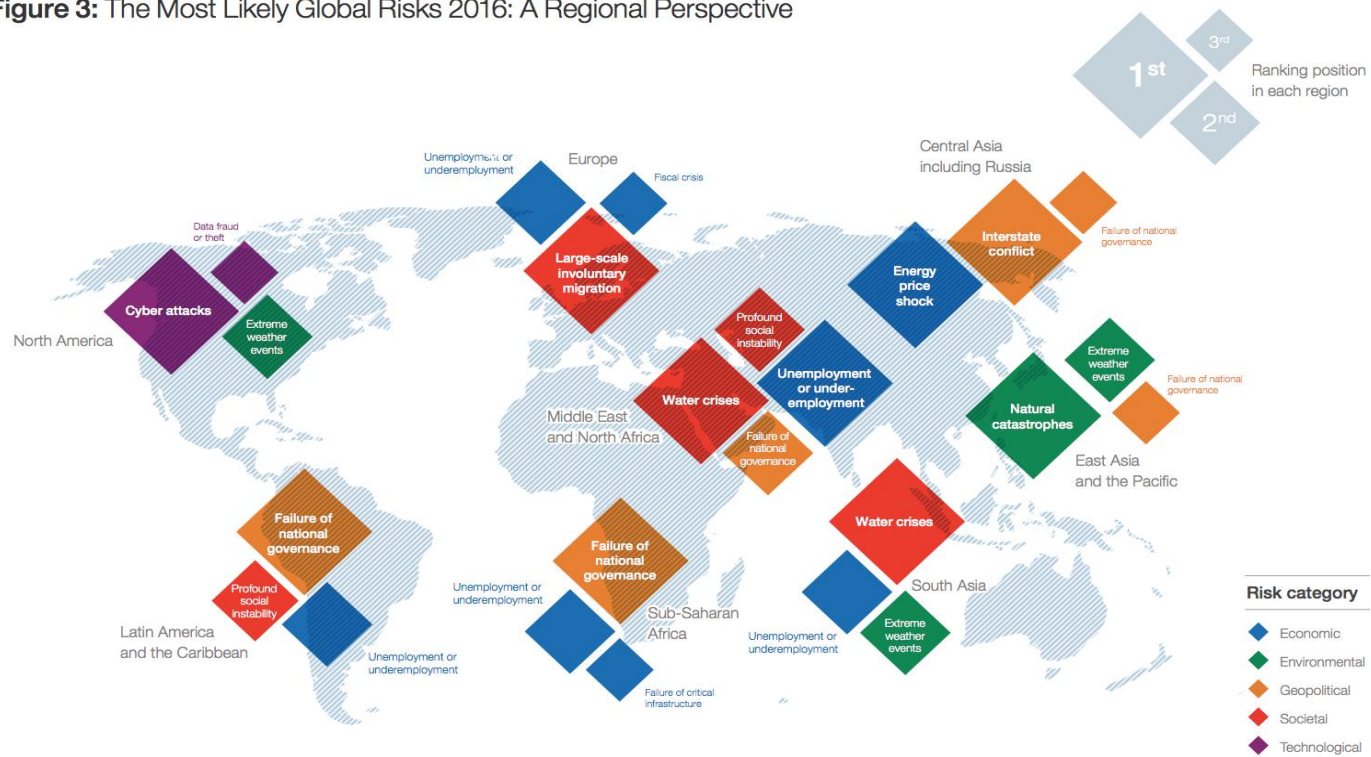 Figure 3: The Most Likely Global Risks 2016: A Regional Perspective
1st
3rd
2nd
Ranking position
in each region
Central Asia
including Russia
Interstate
conflict
Failure of national
governance
Energy
price
shock
Europe
Unemployment or
underemployment
Fiscal crisis
Large-scale
involuntary
migration
Data fraud
or theft
Cyber attacks
Extreme
weather
events
North America
Profound
social
instability
Water crises
Unemployment
or under-
employment
Failure of
national
governance
Middle East
and North Africa
Extreme
weather
events
Failure of national
governance
Natural
catastrophes
East Asia
and the Pacific
Failure of
national
governance
Profound
social
instability
Unemployment or
underemployment
Latin America
and the Caribbean
Failure of
national
governance
Unemployment or
underemployment
Sub-Saharan
Africa
Failure of critical
infrastructure
Water crises
South Asia
Unemployment or
underemployment
Extreme
weather
events
Risk category
Economic
Environmental
Geopolitical
Societal
Technological